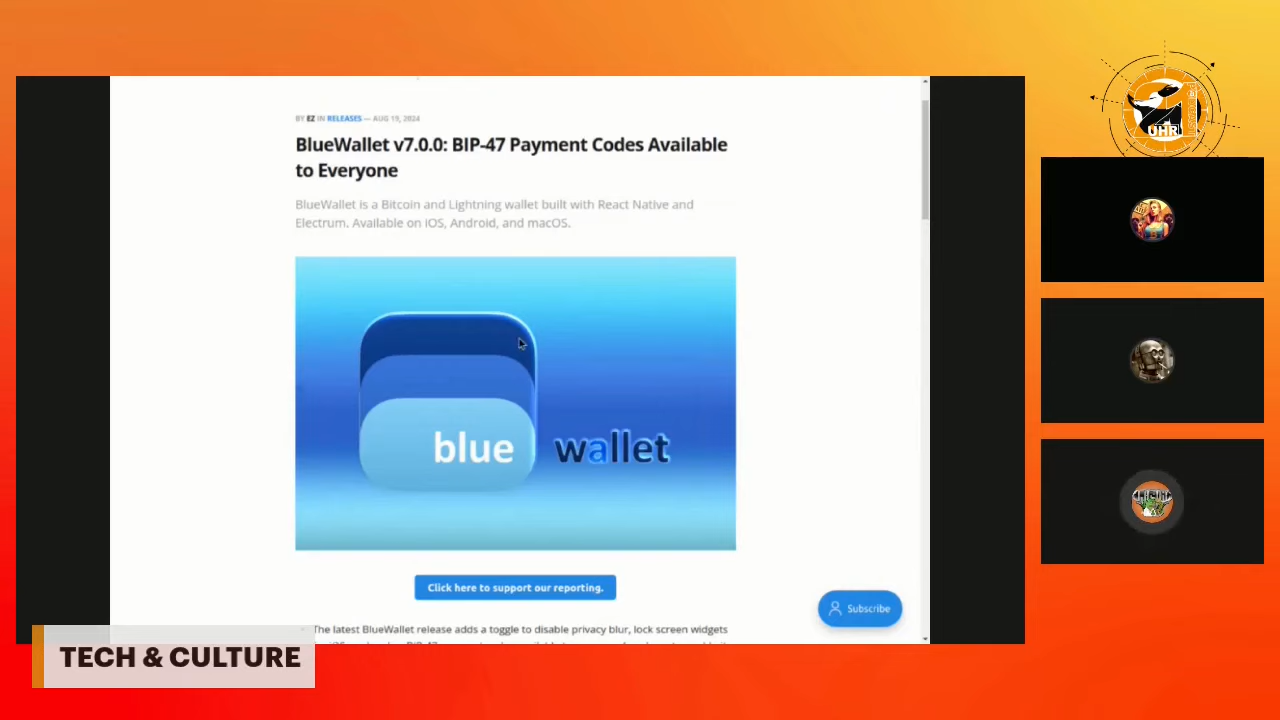 BY EZ IN RELEASES — AUG 15, 2024
BlueWallet v7.0.0: BIP-47 Payment Codes Available
to Everyone
BlueWallet is a Bitcoin and Lightning wallet built with React Native and
Electrum. Available on iOS, Android, and macOS.
blue wallet
Click here to support our reporting.
Subscribe
The latest BlueWallet release adds a toggle to disable privacy blur, lock screen widgets
TECH & CULTURE
21
UHR